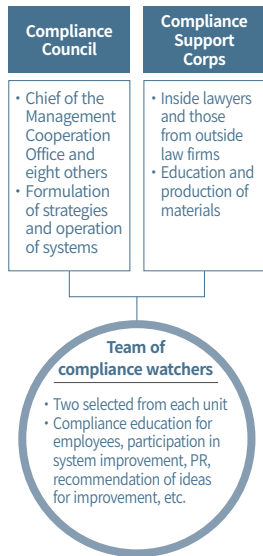 Compliance
Council
Compliance
Support
Corps
・Chief of the
Management
Cooperation
Office and
eight others
・Formulation
of strategies
and operation
of systems
・Inside lawyers
and those
from outside
law firms
・Education and
production of
materials
Team of
compliance watchers
・Two selected from each unit
・Compliance education for
employees, participation in
system improvement, PR,
recommendation of ideas
for improvement, etc.